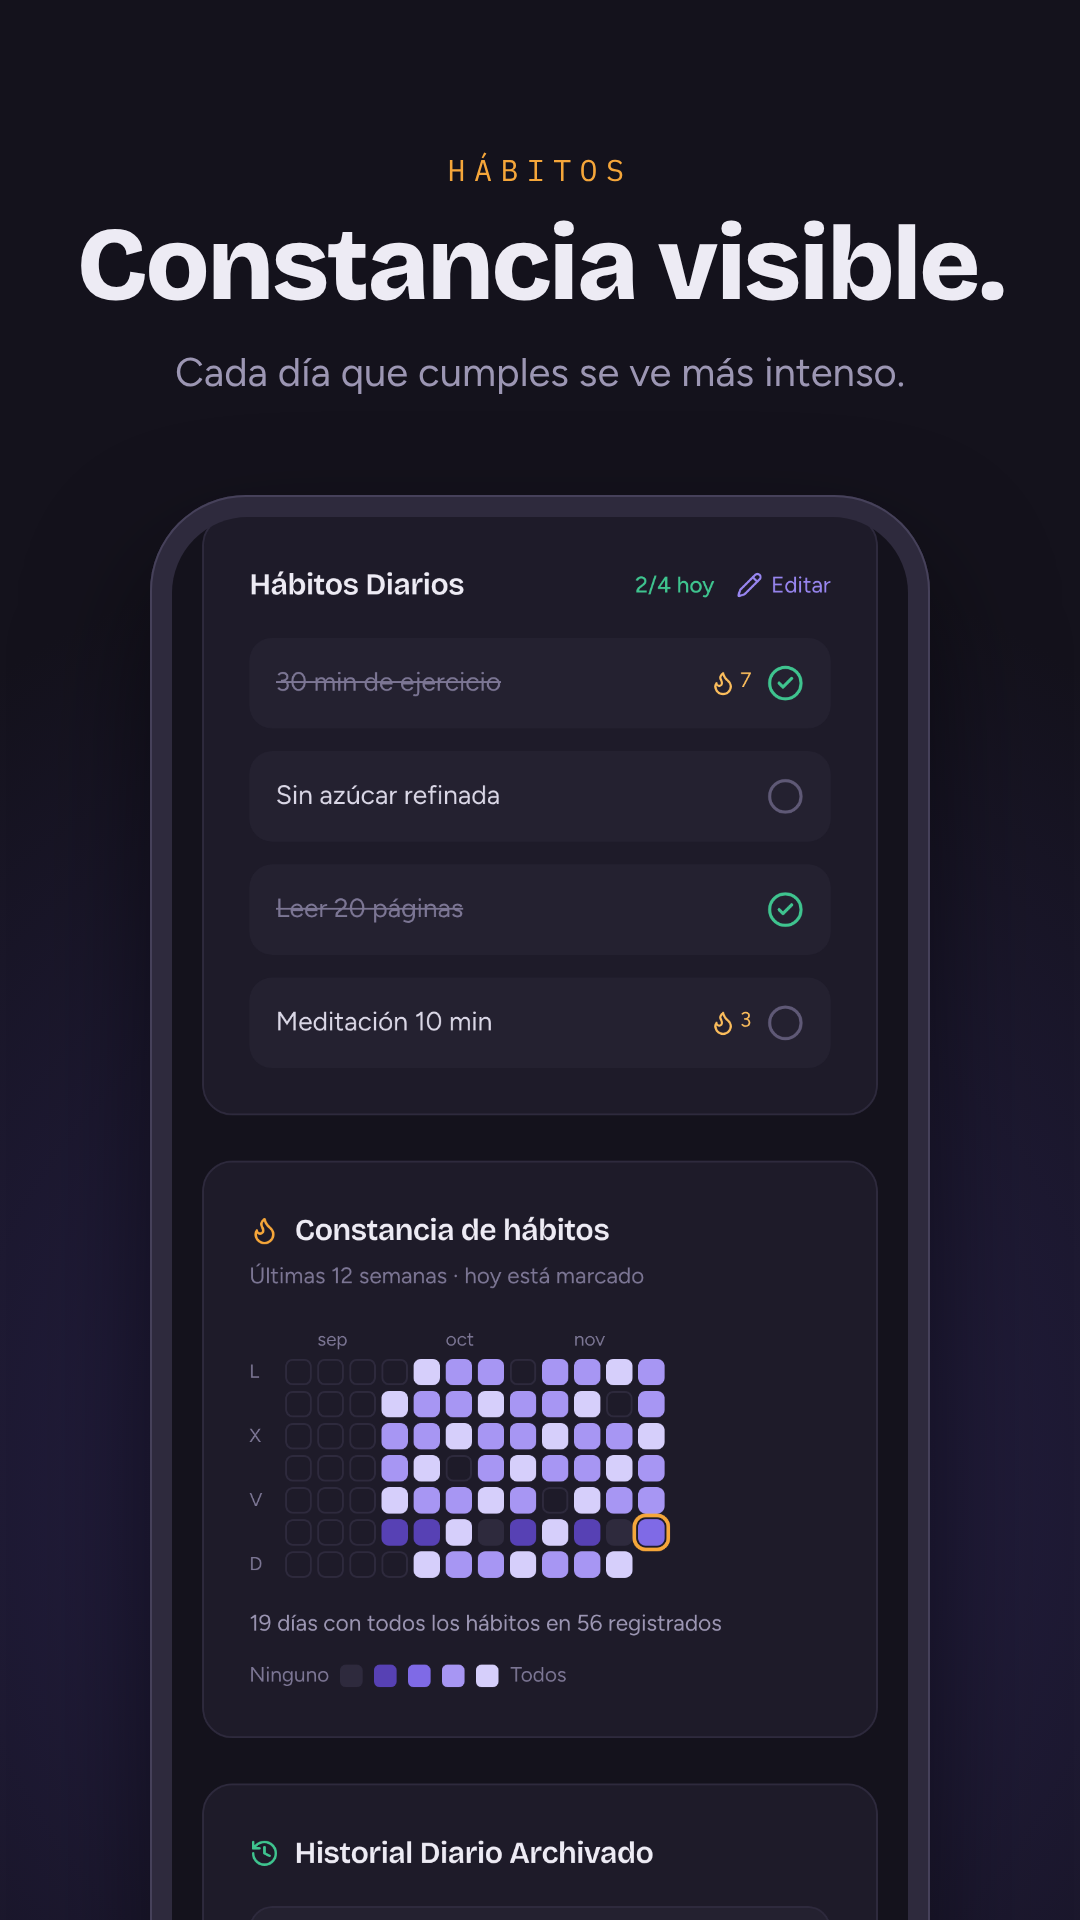 HÁBITOS
Constancia visible.
Cada día que cumples se ve más intenso.
Hábitos Diarios 2/4 hoy Editar
30 min de ejercicio 7
Sin azúcar refinada
Leer 20 páginas
Meditación 10 min 3
Constancia de hábitos
Últimas 12 semanas · hoy está marcado
sep oct nov
L
X
V
D
19 días con todos los hábitos en 56 registrados
Ninguno Todos
Historial Diario Archivado